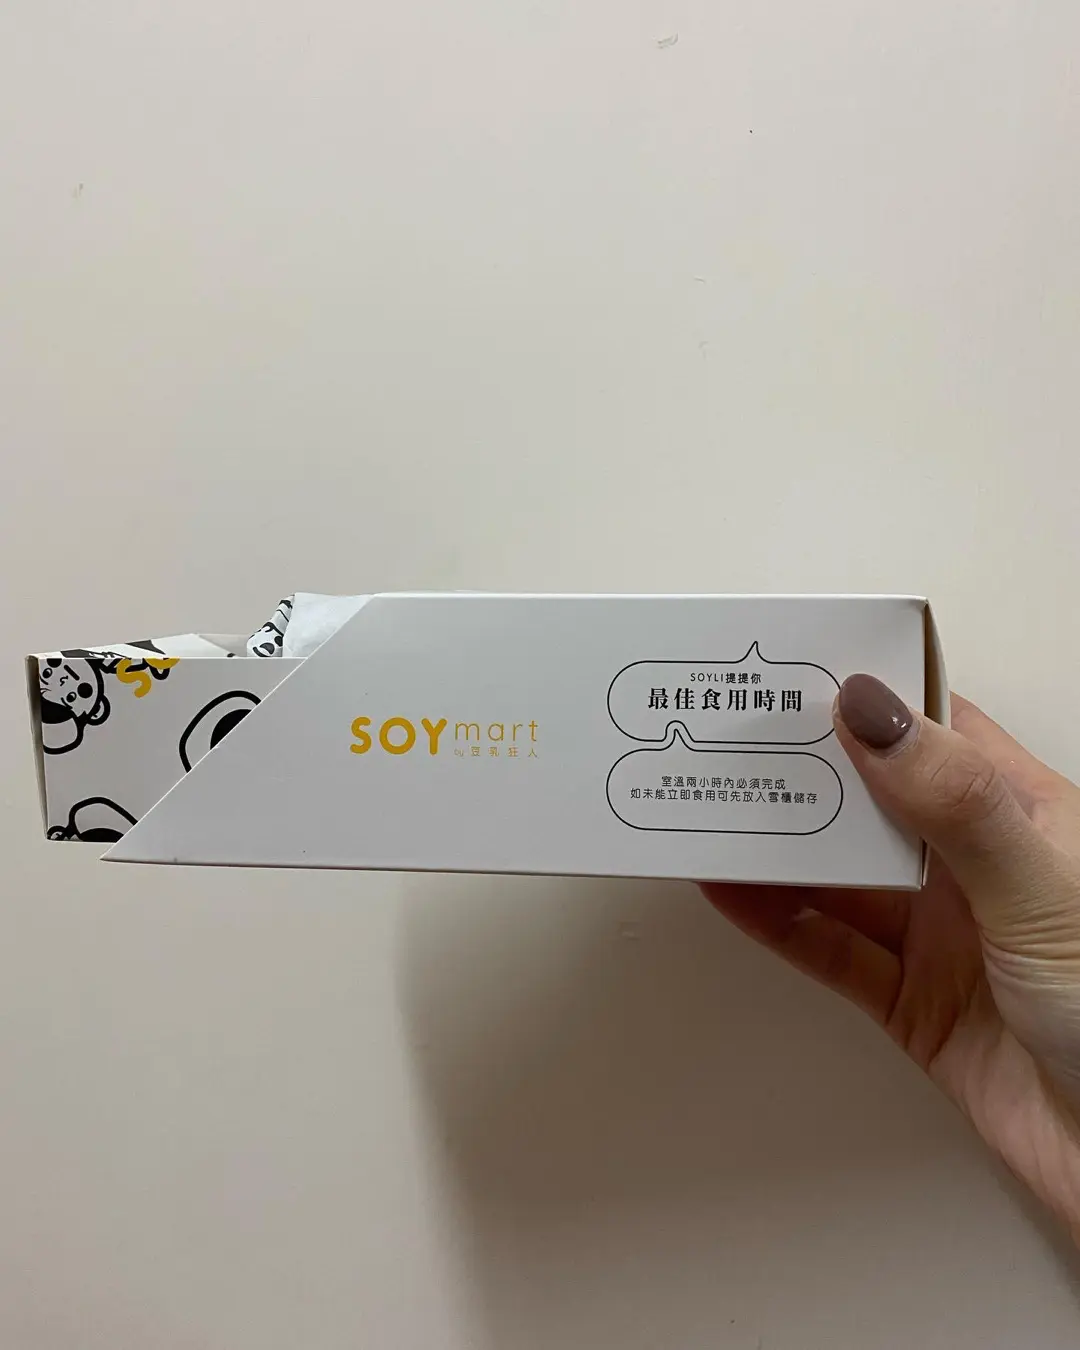 SO
SOYmart
by 豆乳狂人
SOYLI提提你
最佳食用時間
室溫兩小時內必須完成
如未能立即食用可先放入雪櫃儲存